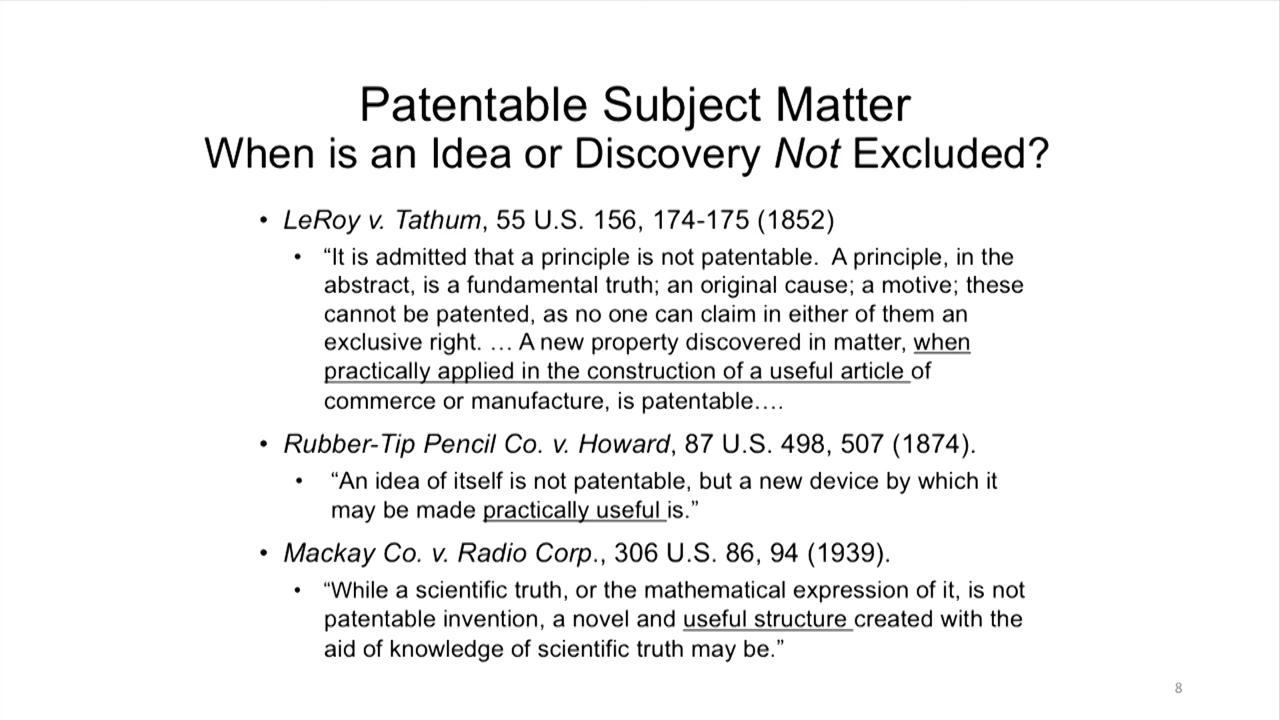 Patentable Subject Matter
When is an Idea or Discovery Not Excluded?
• LeRoy v. Tathum, 55 U.S. 156, 174-175 (1852)
• “It is admitted that a principle is not patentable. A principle, in the
abstract, is a fundamental truth; an original cause; a motive; these
cannot be patented, as no one can claim in either of them an
exclusive right. … A new property discovered in matter, when
practically applied in the construction of a useful article of
commerce or manufacture, is patentable….
• Rubber-Tip Pencil Co. v. Howard, 87 U.S. 498, 507 (1874).
• “An idea of itself is not patentable, but a new device by which it
may be made practically useful is.”
• Mackay Co. v. Radio Corp., 306 U.S. 86, 94 (1939).
• “While a scientific truth, or the mathematical expression of it, is not
patentable invention, a novel and useful structure created with the
aid of knowledge of scientific truth may be.”
8